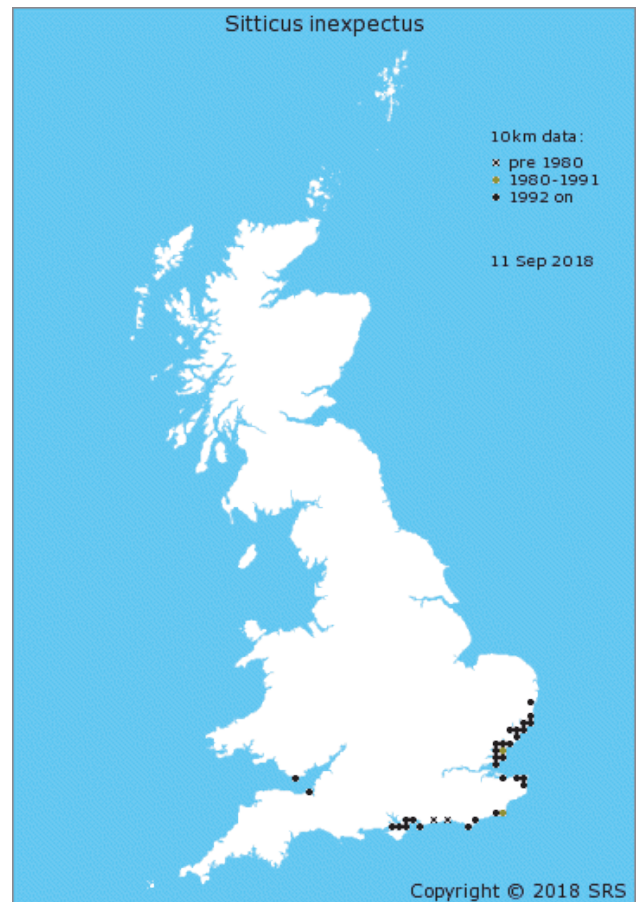 Sitticus inexpectus
10km data:
pre 1980
1980-1991
1992 on
11 Sep 2018
Copyright © 2018 SRS